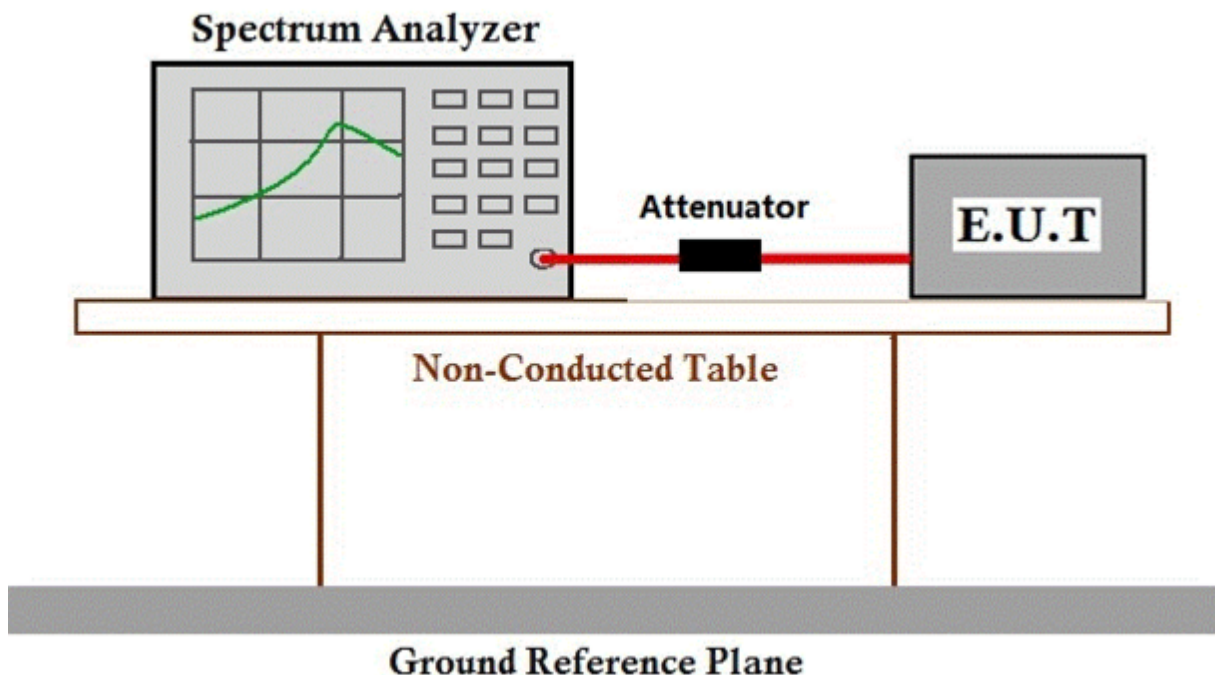 Spectrum Analyzer
Attenuator
E.U.T
Non-Conducted Table
Ground Reference Plane